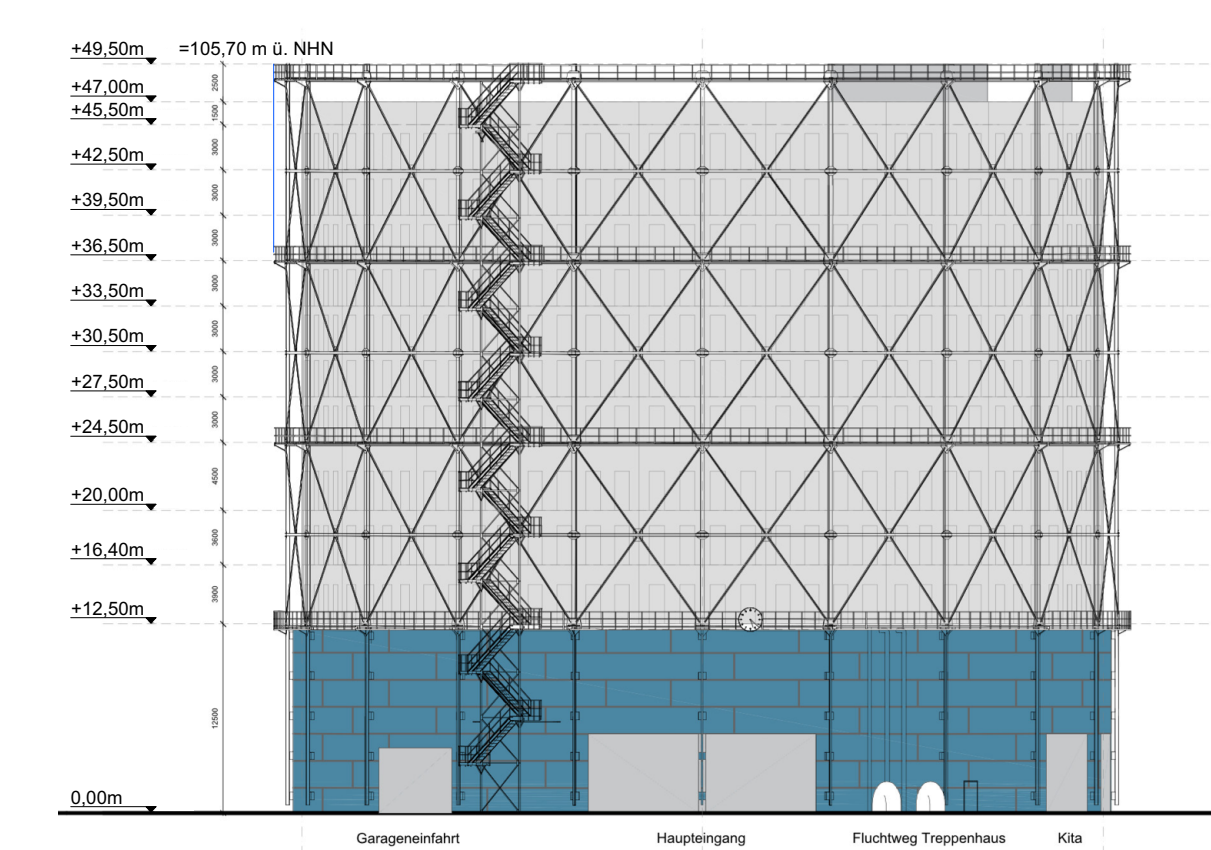 +49,50m =105,70 m ü. NHN
2500
+47,00m
1500
+45,50m
3000
+42,50m
3000
+39,50m
3000
+36,50m
3000
+33,50m
3000
+30,50m
3000
+27,50m
3000
+24,50m
4500
+20,00m
3600
+16,40m
3900
+12,50m
12500
0,00m
Garageneinfahrt Haupteingang Fluchtweg Treppenhaus Kita